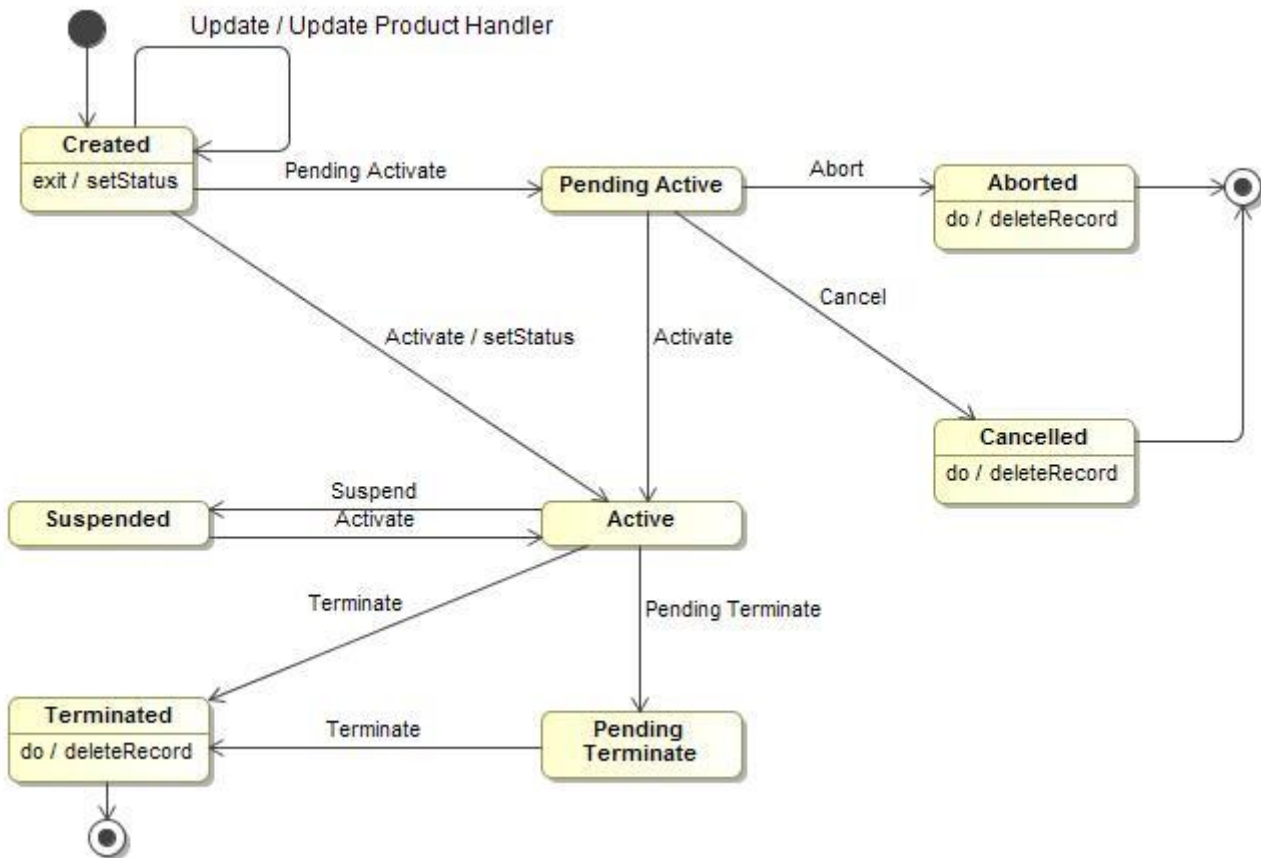 Update / Update Product Handler
Created
exit / setStatus
Pending Activate
Pending Active
Abort
Aborted
do / deleteRecord
Cancel
Activate / setStatus
Activate
Cancelled
do / deleteRecord
Suspend
Suspended
Activate
Active
Terminate
Pending Terminate
Terminated
do / deleteRecord
Terminate
Pending
Terminate